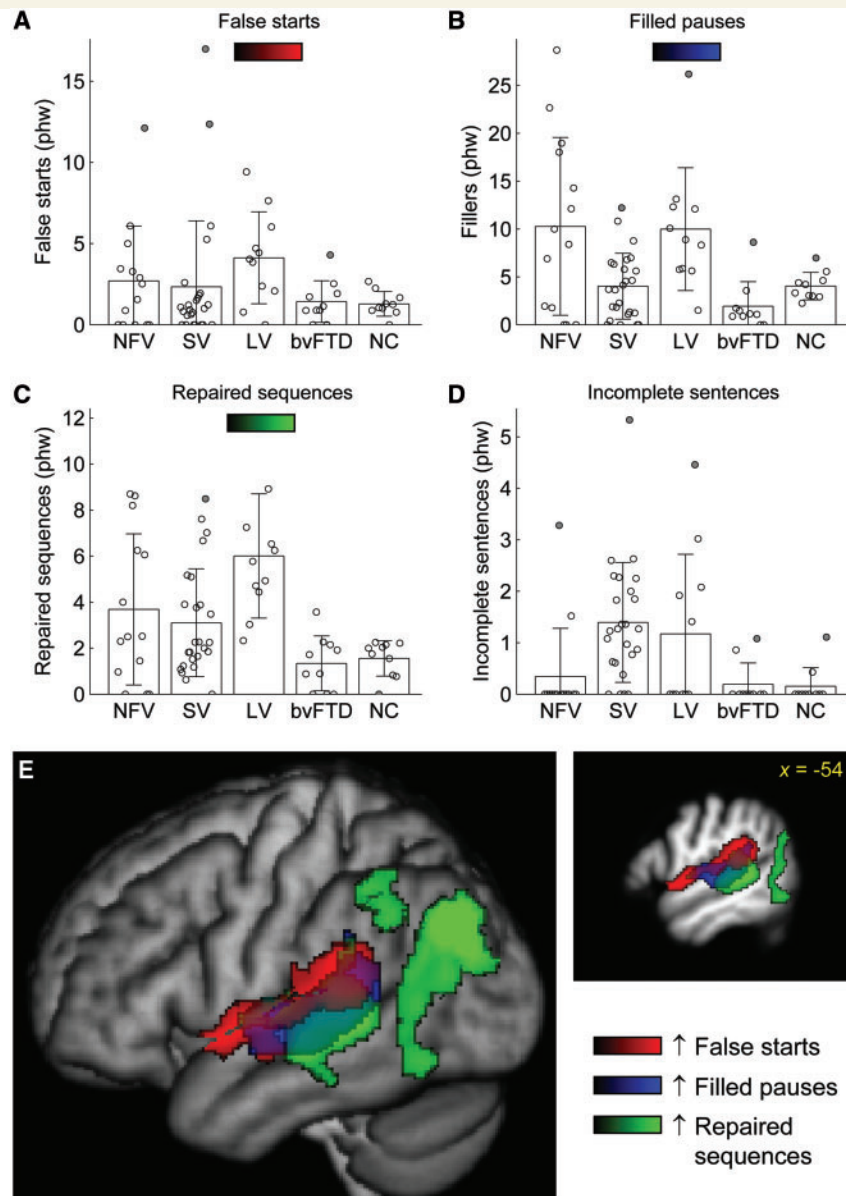 A
False starts
15
10
5
0
False starts (phw)
NFV SV LV bvFTD NC
B
Filled pauses
25
20
15
10
5
0
Fillers (phw)
NFV SV LV bvFTD NC
C
Repaired sequences
12
10
8
6
4
2
0
Repaired sequences (phw)
NFV SV LV bvFTD NC
D
Incomplete sentences
5
4
3
2
1
0
Incomplete sentences (phw)
NFV SV LV bvFTD NC
E
x = -54
↑ False starts
↑ Filled pauses
↑ Repaired
sequences